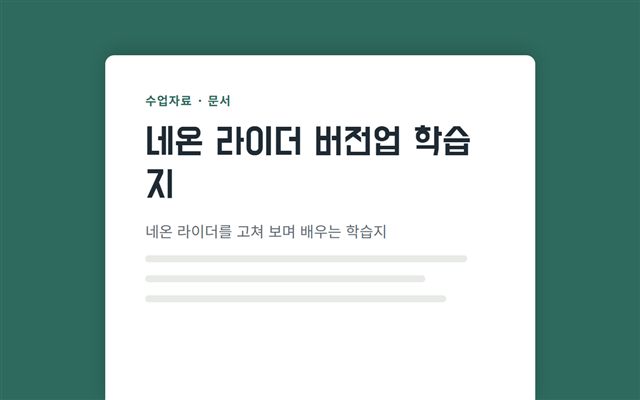 수업자료 · 문서
네온 라이더 버전업 학습
지
네온 라이더를 고쳐 보며 배우는 학습지